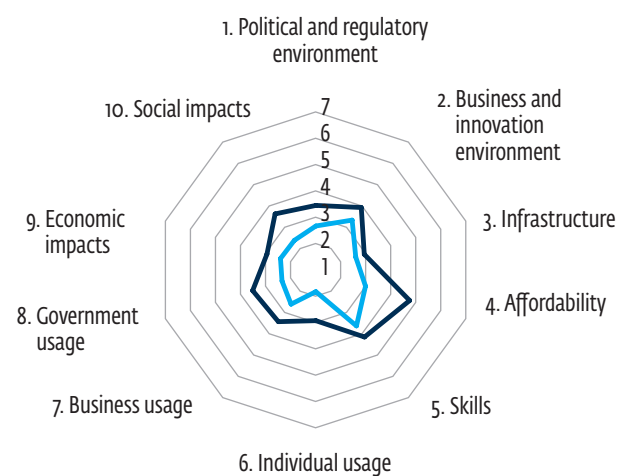 1. Political and regulatory
environment
2. Business and
innovation
environment
3. Infrastructure
4. Affordability
5. Skills
6. Individual usage
7. Business usage
8. Government
usage
9. Economic
impacts
10. Social impacts
7
6
5
4
3
2
1